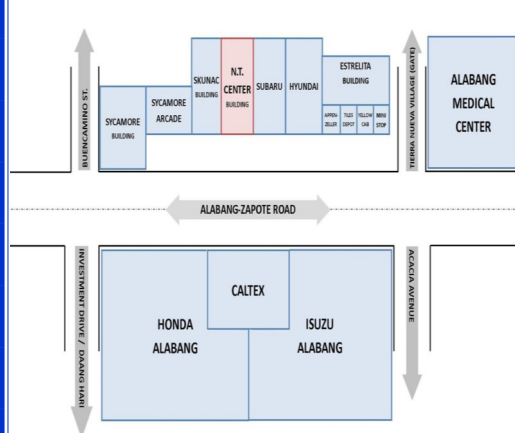 BUENCAMINO ST.
SYCAMORE
BUILDING
SYCAMORE
ARCADE
SKUNAC
BUILDING
N.T.
CENTER
BUILDING
SUBARU
HYUNDAI
ESTRELITA
BUILDING
APPEN-
ZELLER
TILES
DEPOT
YELLOW
CAB
MINI
STOP
TIERRA NUEVA VILLAGE (GATE)
ALABANG
MEDICAL
CENTER
ALABANG-ZAPOTE ROAD
INVESTMENT DRIVE / DAANG HARI
HONDA
ALABANG
CALTEX
ISUZU
ALABANG
ACACIA AVENUE